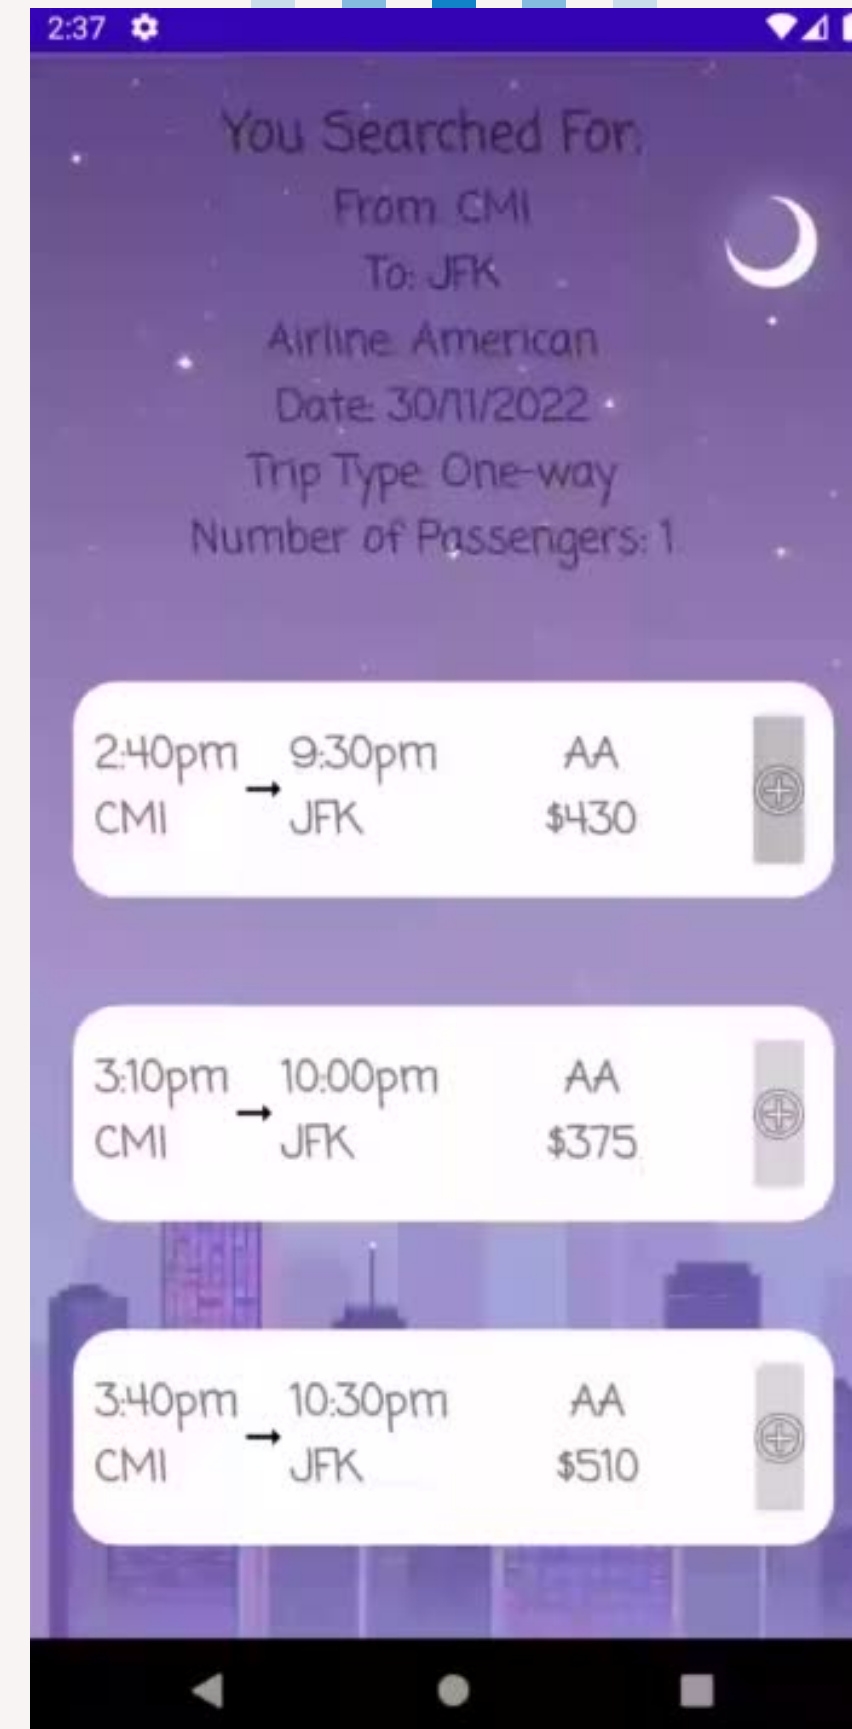 2:37
You Searched For:
From: CMI
To: JFK
Airline: American
Date: 30/11/2022
Trip Type: One-way
Number of Passengers: 1
2:40pm → 9:30pm AA
CMI JFK $430
3:10pm → 10:00pm AA
CMI JFK $375
3:40pm → 10:30pm AA
CMI JFK $510